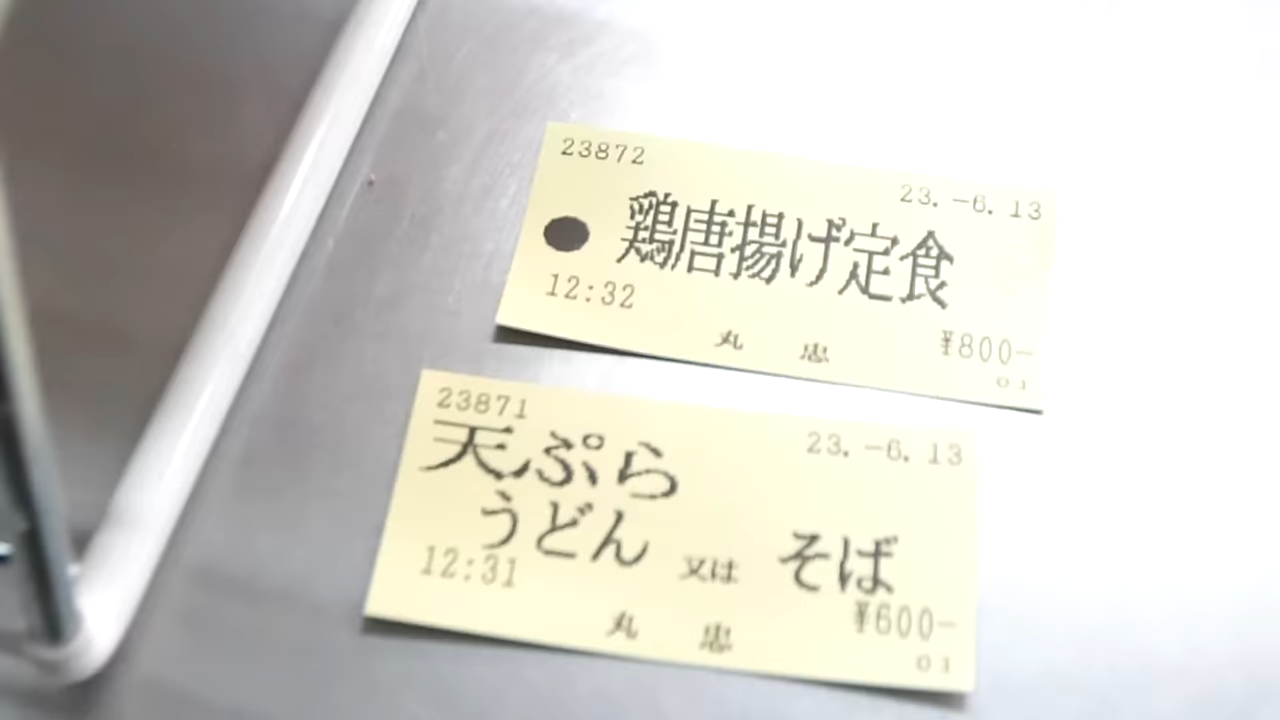 23872
23.-6.13
●鶏唐揚げ定食
12:32
丸 忠
¥800-
01
23871
23.-6.13
天ぷら
うどん 又は そば
12:31
¥600-
丸 忠
01